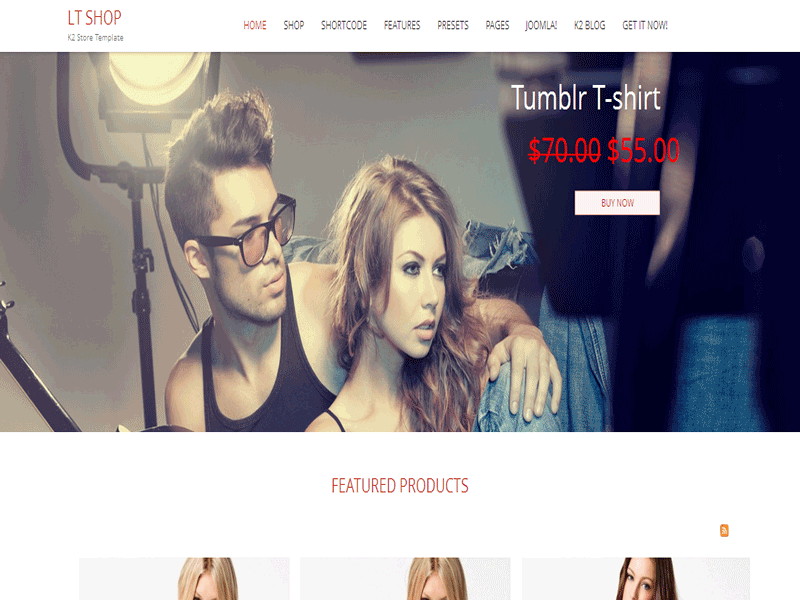 LT SHOP
K2 Store Template
HOME SHOP SHORTCODE FEATURES PRESETS PAGES JOOMLA! K2 BLOG GET IT NOW!
Tumblr T-shirt
$70.00 $55.00
BUY NOW
FEATURED PRODUCTS